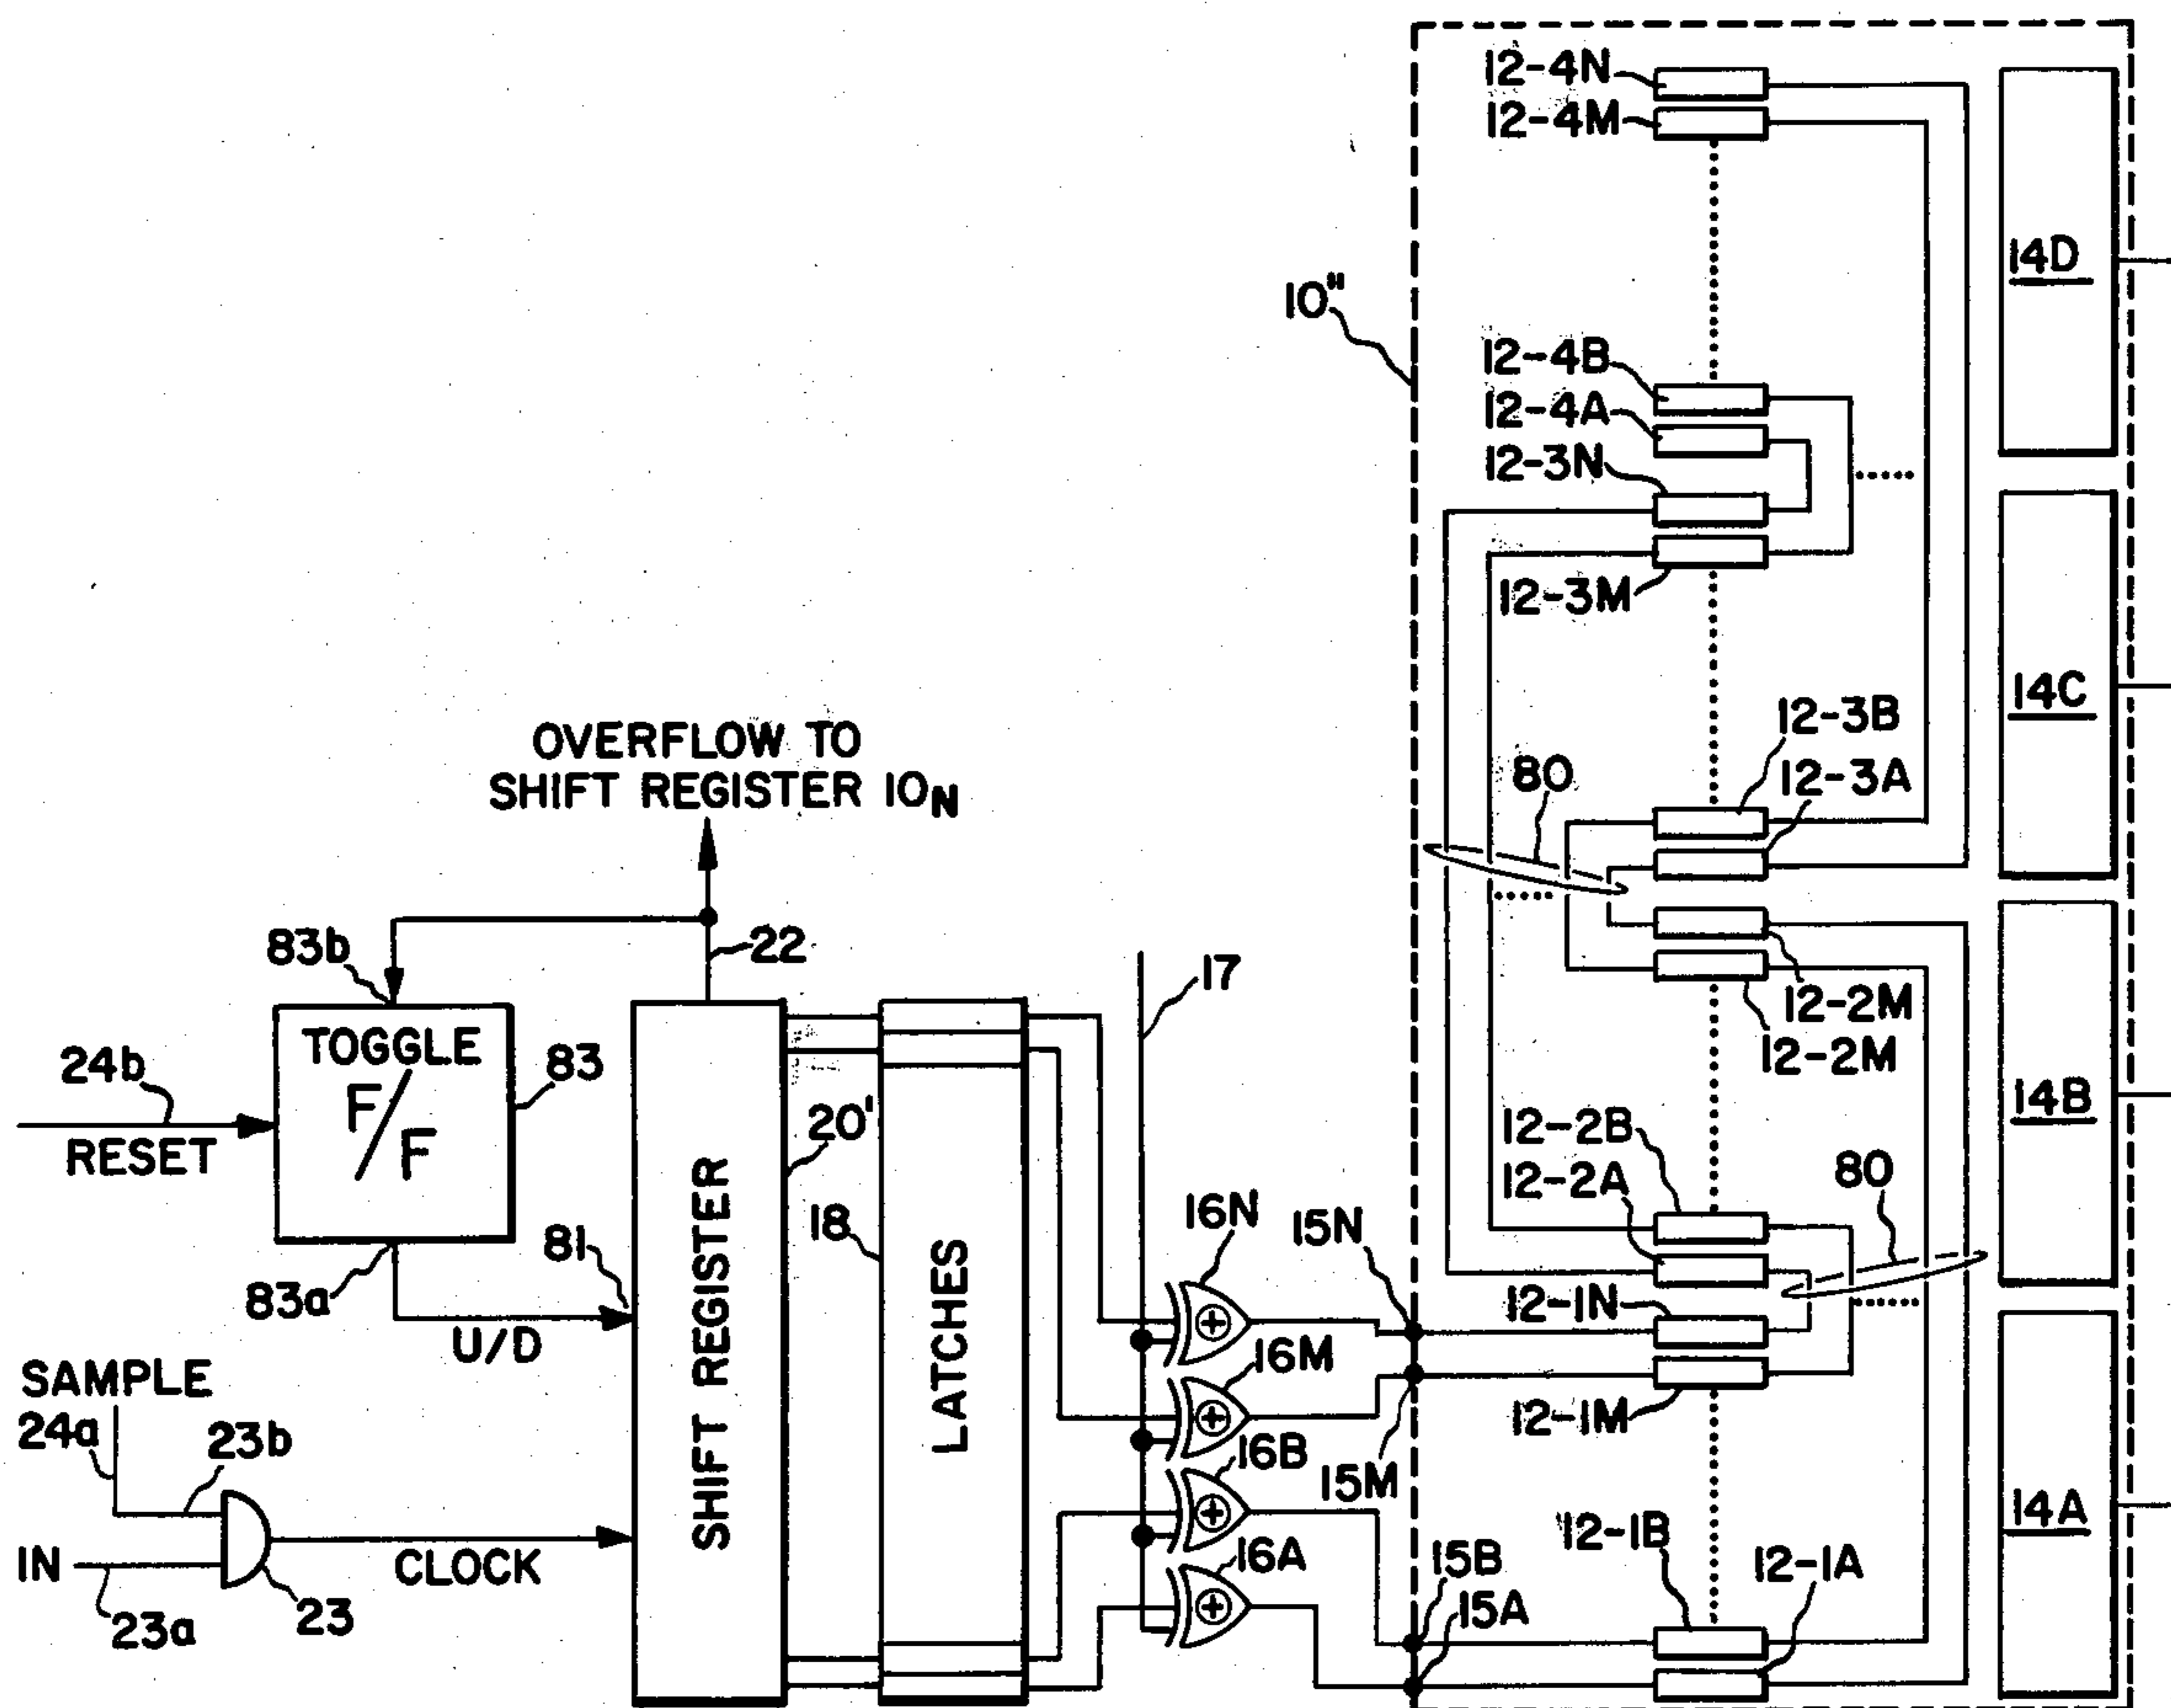 12-4N
12-4M
14D
10"
12-4B
12-4A
12-3N
12-3M
14C
12-3B
12-3A
80
OVERFLOW TO
SHIFT REGISTER 10N
83b
22
17
TOGGLE
F/F
24b
83
RESET
20'
12-2M
12-2M
14B
12-2B
12-2A
80
18
16N
15N
81
83a
U/D
12-1N
16M
12-1M
SHIFT REGISTER
LATCHES
SAMPLE
24a
23b
16B
15M
14A
12-1B
12-1A
IN
CLOCK
16A
15B
15A
23a
23